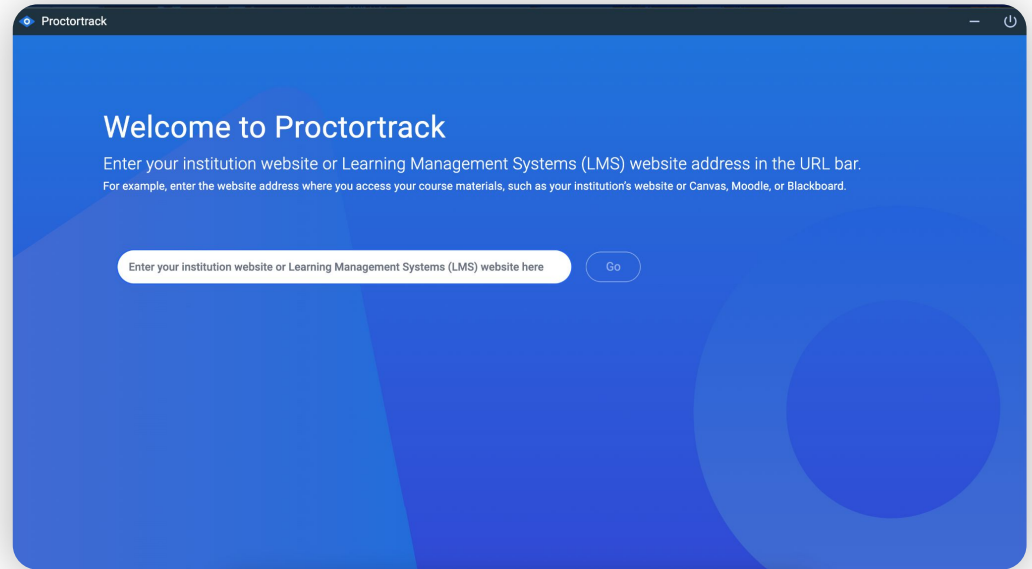 Proctortrack
Welcome to Proctortrack
Enter your institution website or Learning Management Systems (LMS) website address in the URL bar.
For example, enter the website address where you access your course materials, such as your institution's website or Canvas, Moodle, or Blackboard.
Enter your institution website or Learning Management Systems (LMS) website here
Go